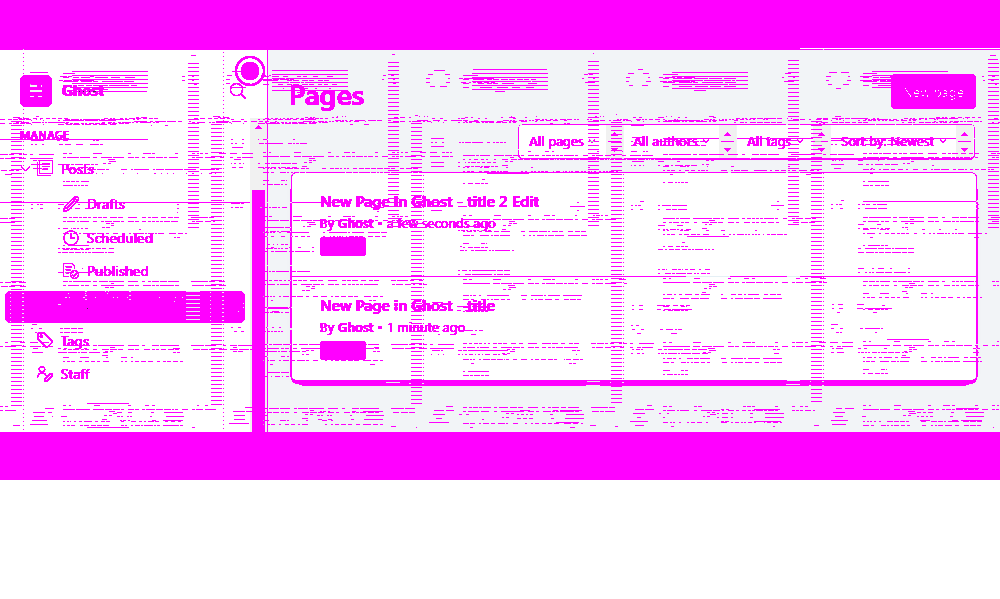 Ghost
Pages
New page
MANAGE
All pages
All authors
All tags
Sort by: Newest
Posts
Drafts
Scheduled
Published
Tags
Staff
New Page in Ghost - title 2 Edit
By Ghost • a few seconds ago
New Page in Ghost - title
By Ghost • 1 minute ago